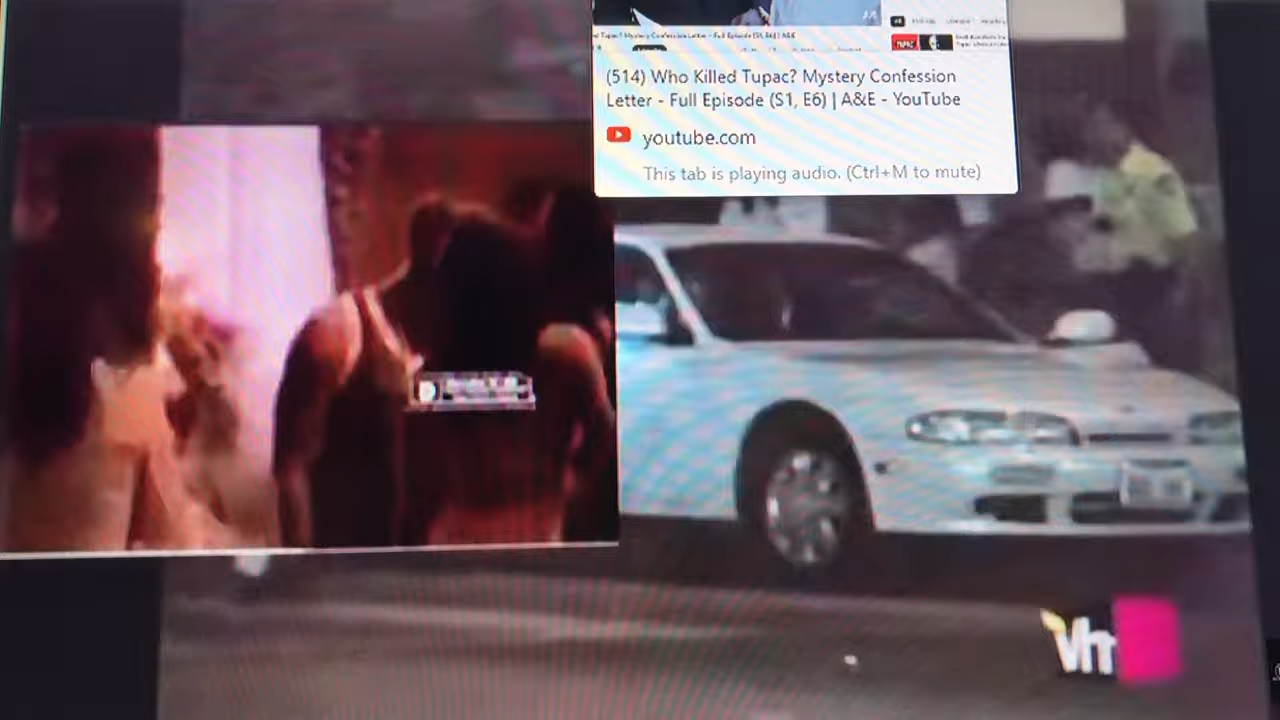 (514) Who Killed Tupac? Mystery Confession
Letter - Full Episode (S1, E6) | A&E - YouTube
youtube.com
This tab is playing audio. (Ctrl+M to mute)
Vh